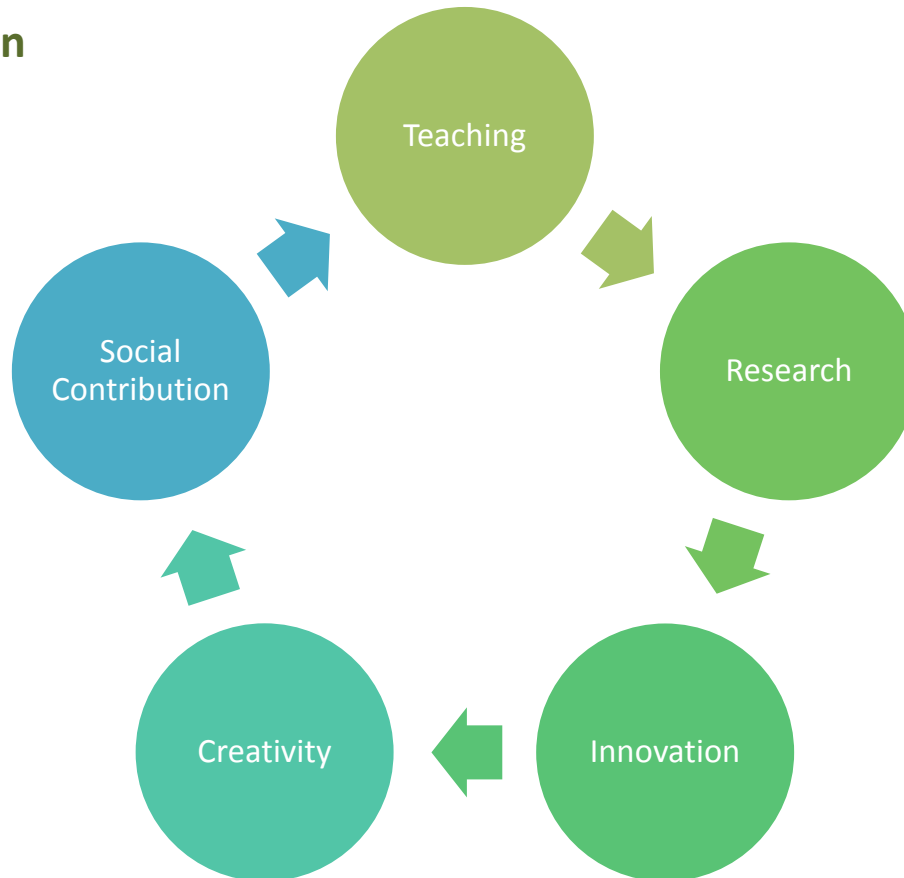 n
Teaching
Research
Innovation
Creativity
Social
Contribution